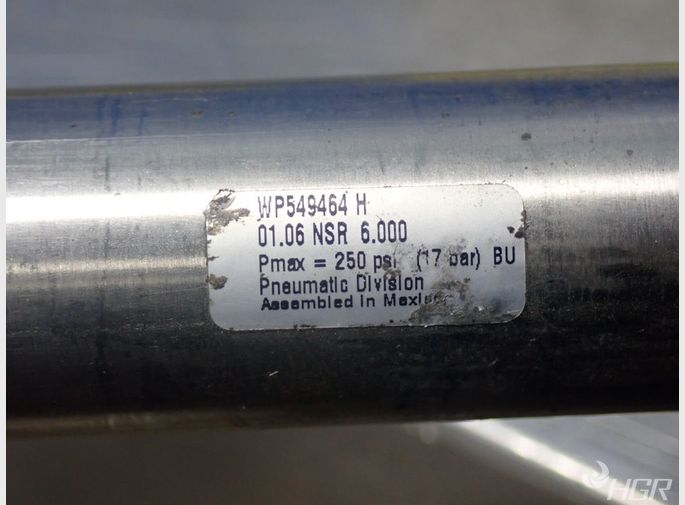 WP549464 H
01.06 NSR 6.000
Pmax = 250 psi (17 bar) BU
Pneumatic Division
Assembled in Mexico
HGR